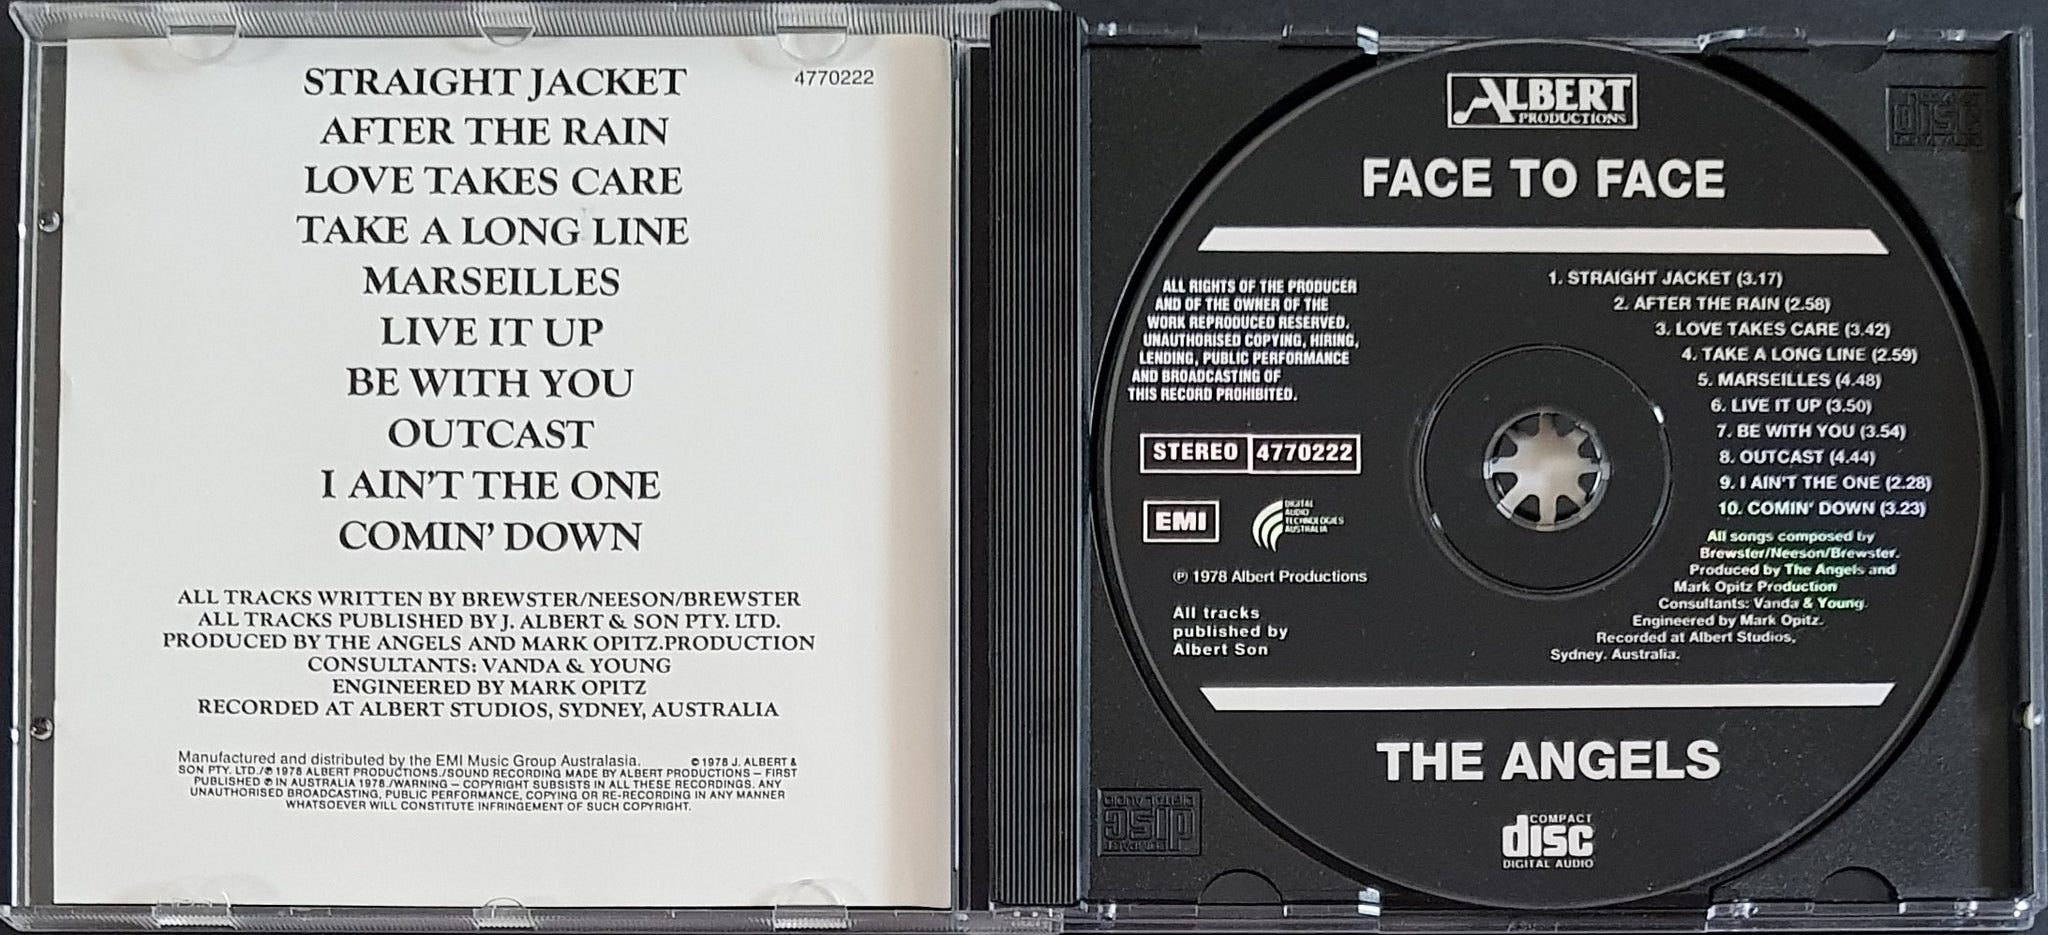 STRAIGHT JACKET
4770222
AFTER THE RAIN
LOVE TAKES CARE
TAKE A LONG LINE
MARSEILLES
LIVE IT UP
BE WITH YOU
OUTCAST
I AIN'T THE ONE
COMIN' DOWN
ALL TRACKS WRITTEN BY BREWSTER/NEESON/BREWSTER
ALL TRACKS PUBLISHED BY J. ALBERT & SON PTY. LTD.
PRODUCED BY THE ANGELS AND MARK OPITZ.PRODUCTION
CONSULTANTS: VANDA & YOUNG
ENGINEERED BY MARK OPITZ
RECORDED AT ALBERT STUDIOS, SYDNEY, AUSTRALIA
Manufactured and distributed by the EMI Music Group Australasia. ©1978 J. ALBERT &
SON PTY. LTD./℗ 1978 ALBERT PRODUCTIONS./SOUND RECORDING MADE BY ALBERT PRODUCTIONS – FIRST
PUBLISHED ℗ IN AUSTRALIA 1978./WARNING – COPYRIGHT SUBSISTS IN ALL THESE RECORDINGS. ANY
UNAUTHORISED BROADCASTING, PUBLIC PERFORMANCE, COPYING OR RE-RECORDING IN ANY MANNER
WHATSOEVER WILL CONSTITUTE INFRINGEMENT OF SUCH COPYRIGHT.
ALBERT
PRODUCTIONS
FACE TO FACE
ALL RIGHTS OF THE PRODUCER
AND OF THE OWNER OF THE
WORK REPRODUCED RESERVED.
UNAUTHORISED COPYING, HIRING,
LENDING, PUBLIC PERFORMANCE
AND BROADCASTING OF
THIS RECORD PROHIBITED.
STEREO 4770222
EMI
DIGITAL
AUDIO
TECHNOLOGIES
AUSTRALIA
℗ 1978 Albert Productions
All tracks
published by
Albert Son
1. STRAIGHT JACKET (3.17)
2. AFTER THE RAIN (2.58)
3. LOVE TAKES CARE (3.42)
4. TAKE A LONG LINE (2.59)
5. MARSEILLES (4.48)
6. LIVE IT UP (3.50)
7. BE WITH YOU (3.54)
8. OUTCAST (4.44)
9. I AIN'T THE ONE (2.28)
10. COMIN' DOWN (3.23)
All songs composed by
Brewster/Neeson/Brewster.
Produced by The Angels and
Mark Opitz Production
Consultants: Vanda & Young.
Engineered by Mark Opitz.
Recorded at Albert Studios,
Sydney. Australia.
THE ANGELS
COMPACT
disc
DIGITAL AUDIO
disc
disc
DIGITAL AUDIO